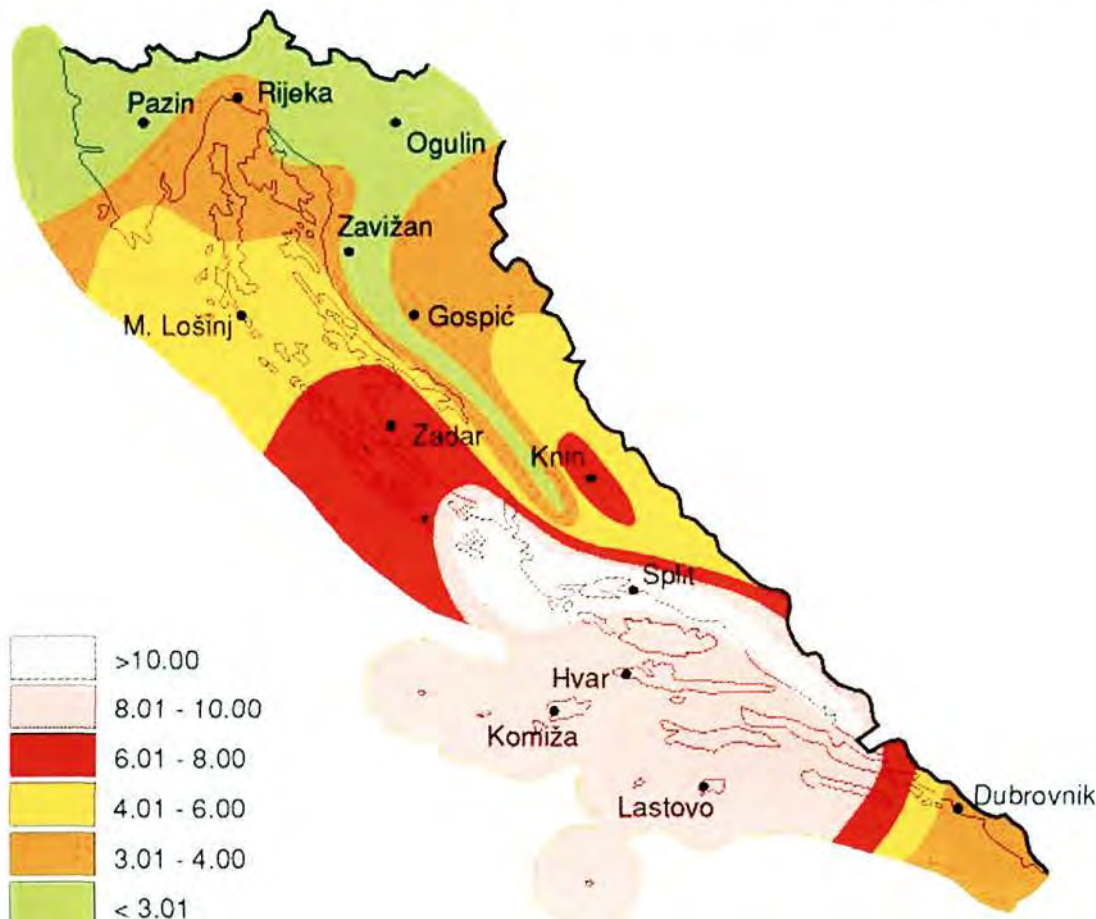 Pazin
Rijeka
Ogulin
Zavižan
M. Lošinj
Gospić
Zadar
Knin
Split
Hvar
Komiža
Lastovo
Dubrovnik
>10.00
8.01 - 10.00
6.01 - 8.00
4.01 - 6.00
3.01 - 4.00
< 3.01